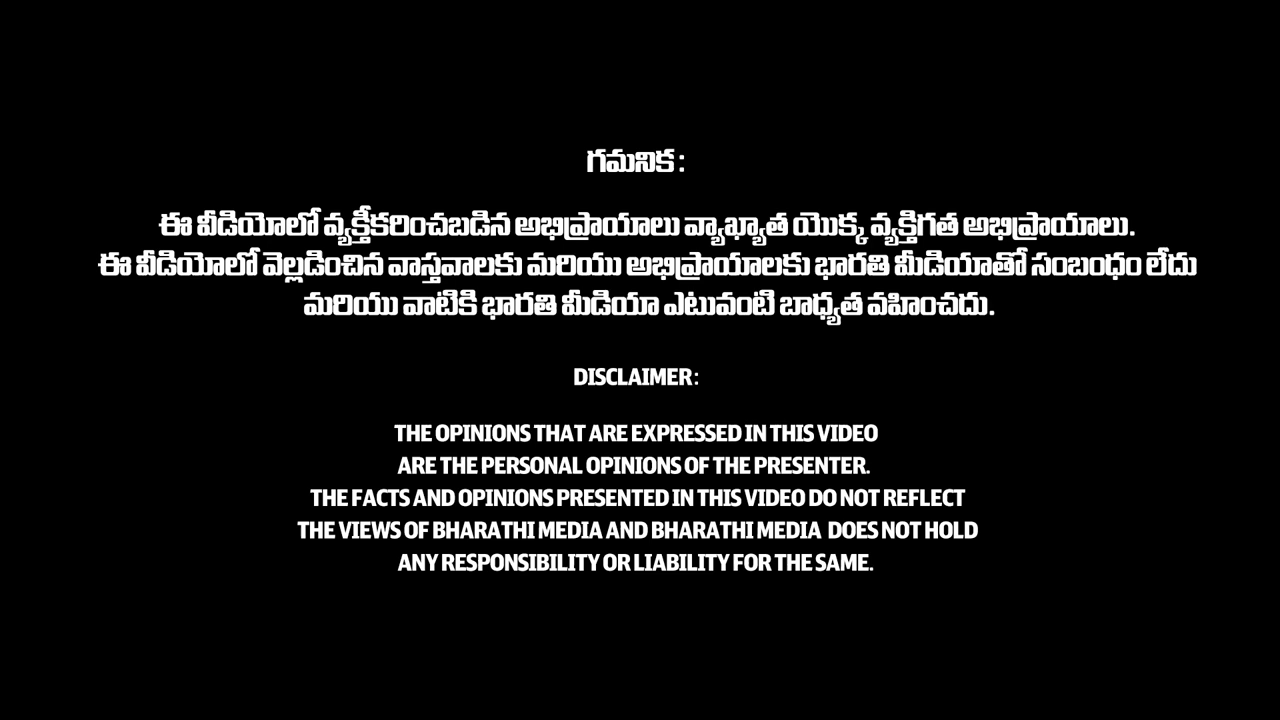 గమనిక :
ఈ వీడియోలో వ్యక్తీకరించబడిన అభిప్రాయాలు వ్యాఖ్యాత యొక్క వ్యక్తిగత అభిప్రాయాలు.
ఈ వీడియోలో వెల్లడించిన వాస్తవాలకు మరియు అభిప్రాయాలకు భారతి మీడియాతో సంబంధం లేదు
మరియు వాటికి భారతి మీడియా ఎటువంటి బాధ్యత వహించదు.
DISCLAIMER:
THE OPINIONS THAT ARE EXPRESSED IN THIS VIDEO
ARE THE PERSONAL OPINIONS OF THE PRESENTER.
THE FACTS AND OPINIONS PRESENTED IN THIS VIDEO DO NOT REFLECT
THE VIEWS OF BHARATHI MEDIA AND BHARATHI MEDIA DOES NOT HOLD
ANY RESPONSIBILITY OR LIABILITY FOR THE SAME.